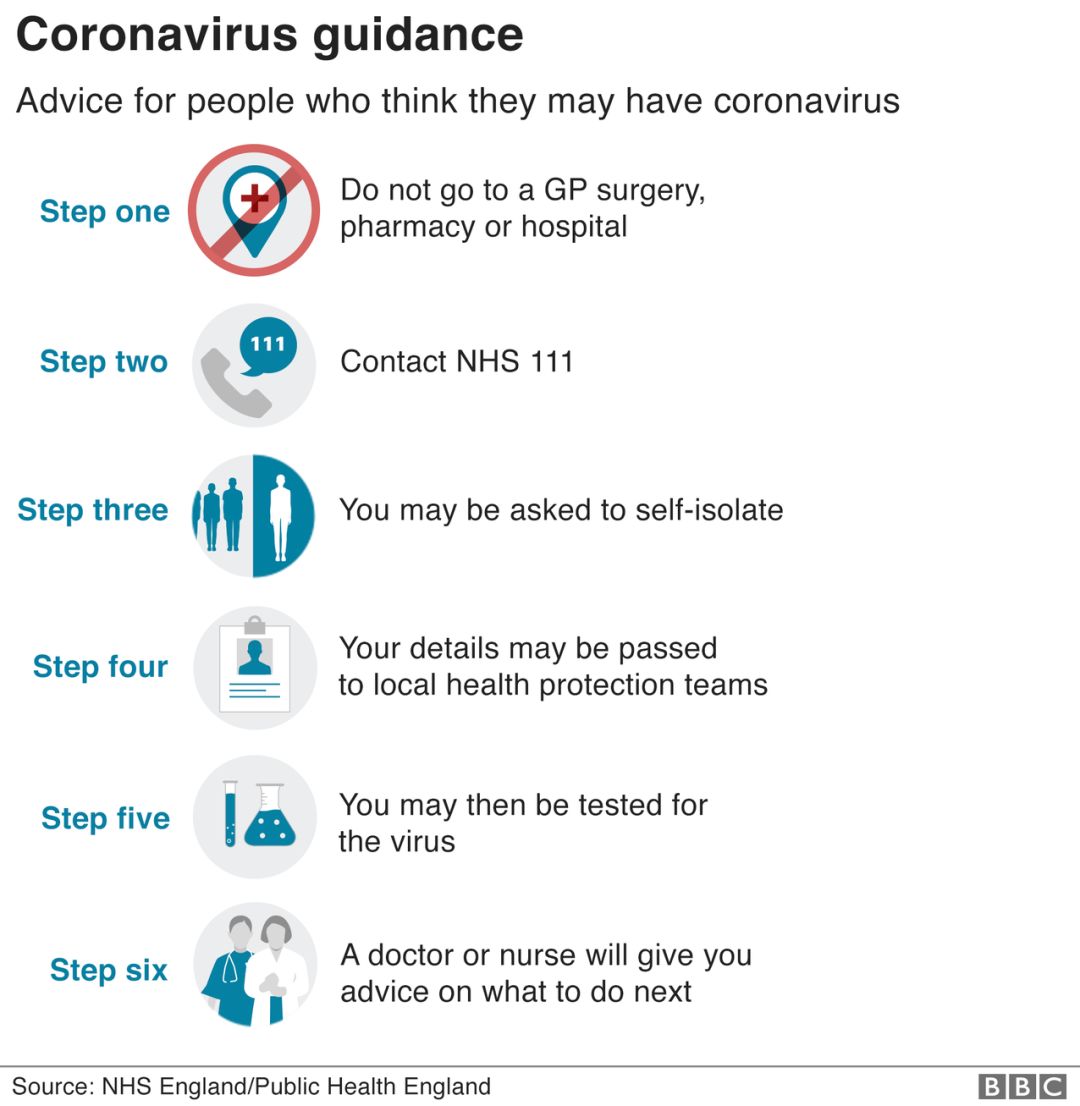 Coronavirus guidance
Advice for people who think they may have coronavirus
Step one
Do not go to a GP surgery,
pharmacy or hospital
Step two
111
Contact NHS 111
Step three
You may be asked to self-isolate
Step four
Your details may be passed
to local health protection teams
Step five
You may then be tested for
the virus
Step six
A doctor or nurse will give you
advice on what to do next
Source: NHS England/Public Health England
BBC